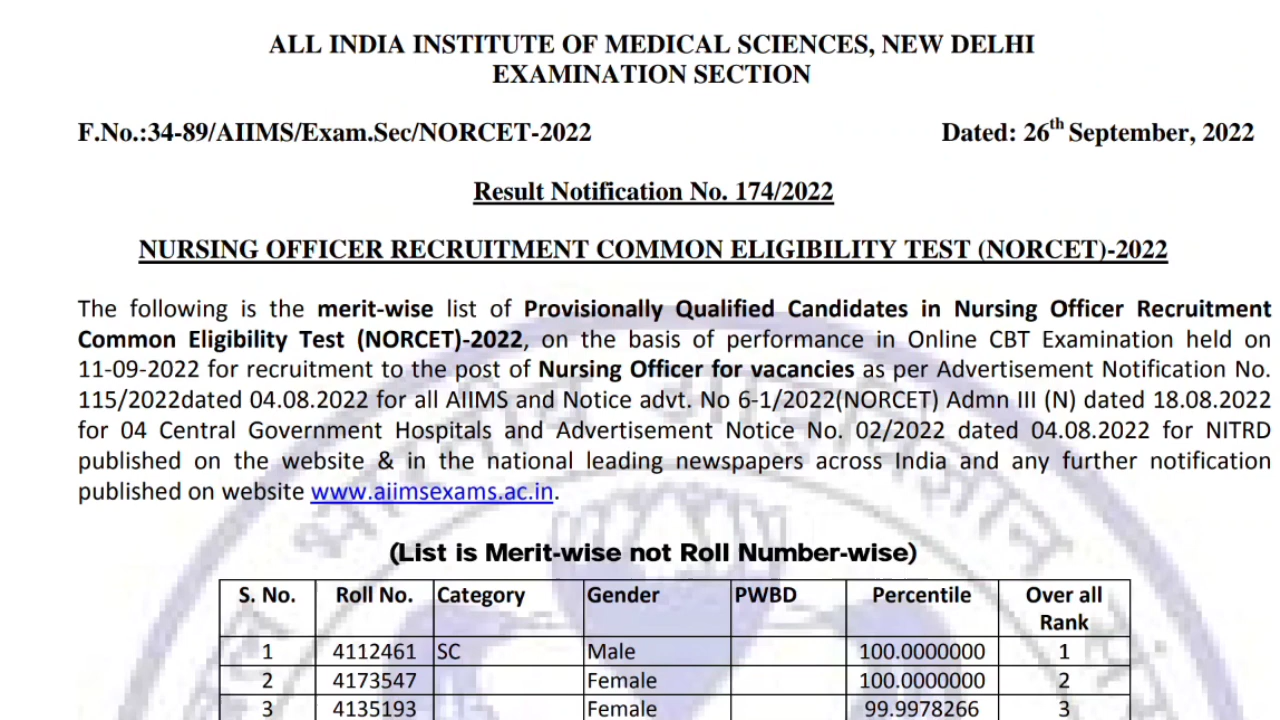 ALL INDIA INSTITUTE OF MEDICAL SCIENCES, NEW DELHI
EXAMINATION SECTION
F.No.:34-89/AIIMS/Exam.Sec/NORCET-2022 Dated: 26th September, 2022
Result Notification No. 174/2022
NURSING OFFICER RECRUITMENT COMMON ELIGIBILITY TEST (NORCET)-2022
The following is the merit-wise list of Provisionally Qualified Candidates in Nursing Officer Recruitment
Common Eligibility Test (NORCET)-2022, on the basis of performance in Online CBT Examination held on
11-09-2022 for recruitment to the post of Nursing Officer for vacancies as per Advertisement Notification No.
115/2022dated 04.08.2022 for all AIIMS and Notice advt. No 6-1/2022(NORCET) Admn III (N) dated 18.08.2022
for 04 Central Government Hospitals and Advertisement Notice No. 02/2022 dated 04.08.2022 for NITRD
published on the website & in the national leading newspapers across India and any further notification
published on website www.aiimsexams.ac.in.
(List is Merit-wise not Roll Number-wise)
S. No. Roll No. Category Gender PWBD Percentile Over all
Rank
1 4112461 SC Male 100.0000000 1
2 4173547 Female 100.0000000 2
3 4135193 Female 99.9978266 3